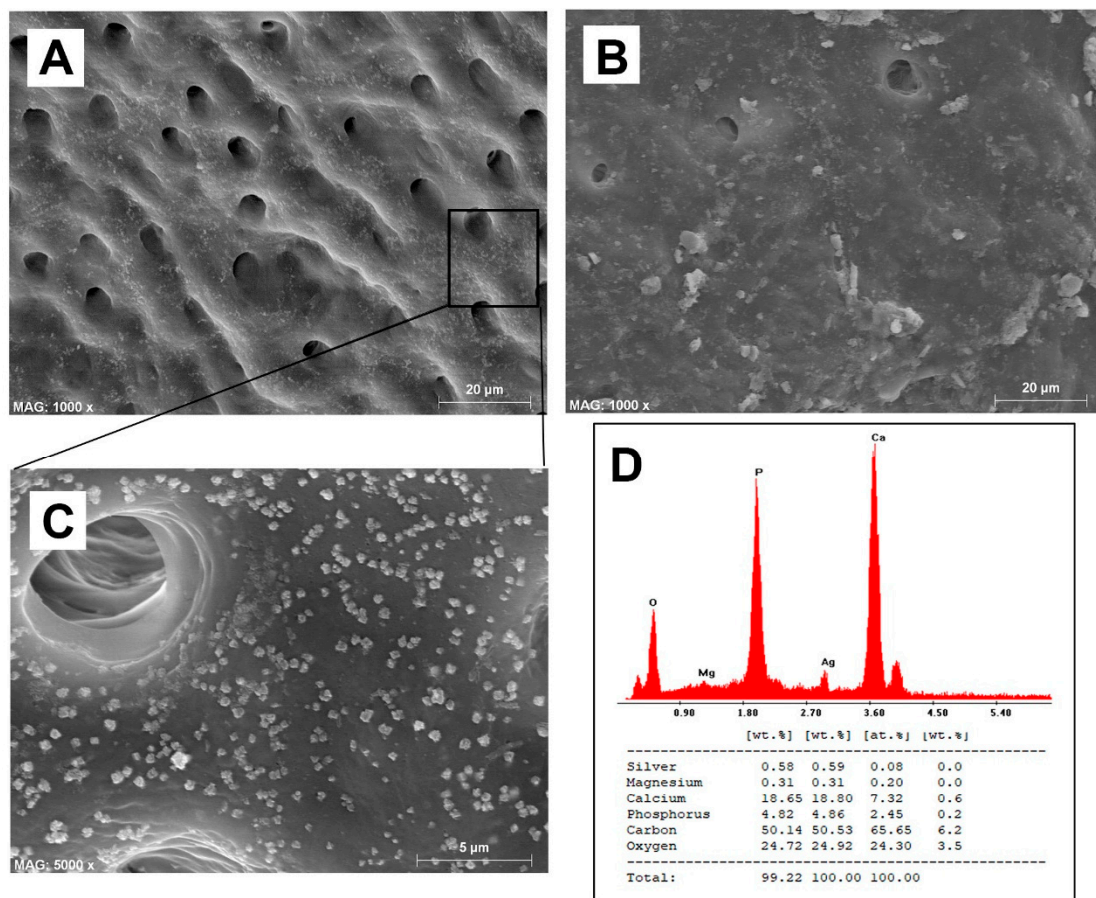 A
20 µm
MAG: 1000 x
B
20 µm
MAG: 1000 x
C
5 µm
MAG: 5000 x
D
Ca
P
O
Mg
Ag
0.90 1.80 2.70 3.60 4.50 5.40
[wt.%] [wt.%] [at.%] [wt.%]
Silver 0.58 0.59 0.08 0.0
Magnesium 0.31 0.31 0.20 0.0
Calcium 18.65 18.80 7.32 0.6
Phosphorus 4.82 4.86 2.45 0.2
Carbon 50.14 50.53 65.65 6.2
Oxygen 24.72 24.92 24.30 3.5
Total: 99.22 100.00 100.00